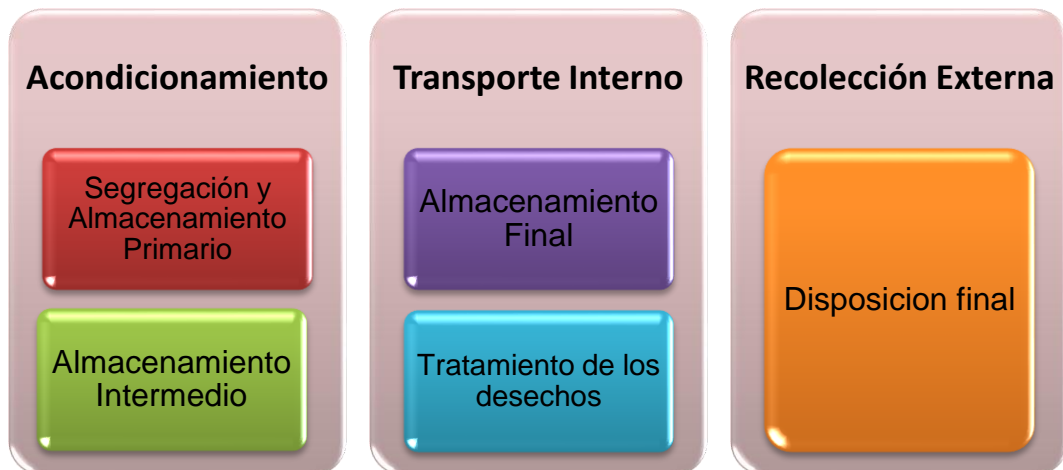 Acondicionamiento
Segregación y
Almacenamiento
Primario
Almacenamiento
Intermedio
Transporte Interno
Almacenamiento
Final
Tratamiento de los
desechos
Recolección Externa
Disposicion final